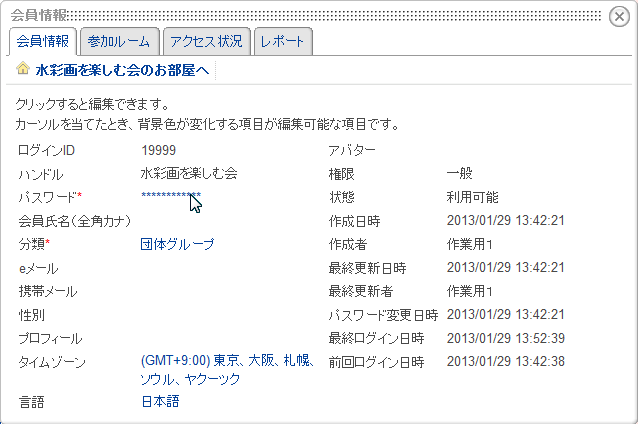 会員情報
会員情報 参加ルーム アクセス状況 レポート
水彩画を楽しむ会のお部屋へ
クリックすると編集できます。
カーソルを当てたとき、背景色が変化する項目が編集可能な項目です。
ログインID 19999 アバター
ハンドル 水彩画を楽しむ会 権限 一般
パスワード* ************ 状態 利用可能
会員氏名(全角カナ) 作成日時 2013/01/29 13:42:21
分類* 団体グループ 作成者 作業用1
eメール 最終更新日時 2013/01/29 13:42:21
携帯メール 最終更新者 作業用1
性別 パスワード変更日時 2013/01/29 13:42:21
プロフィール 最終ログイン日時 2013/01/29 13:52:39
タイムゾーン (GMT+9:00) 東京、大阪、札幌、 前回ログイン日時 2013/01/29 13:42:38
ソウル、ヤクーツク
言語 日本語